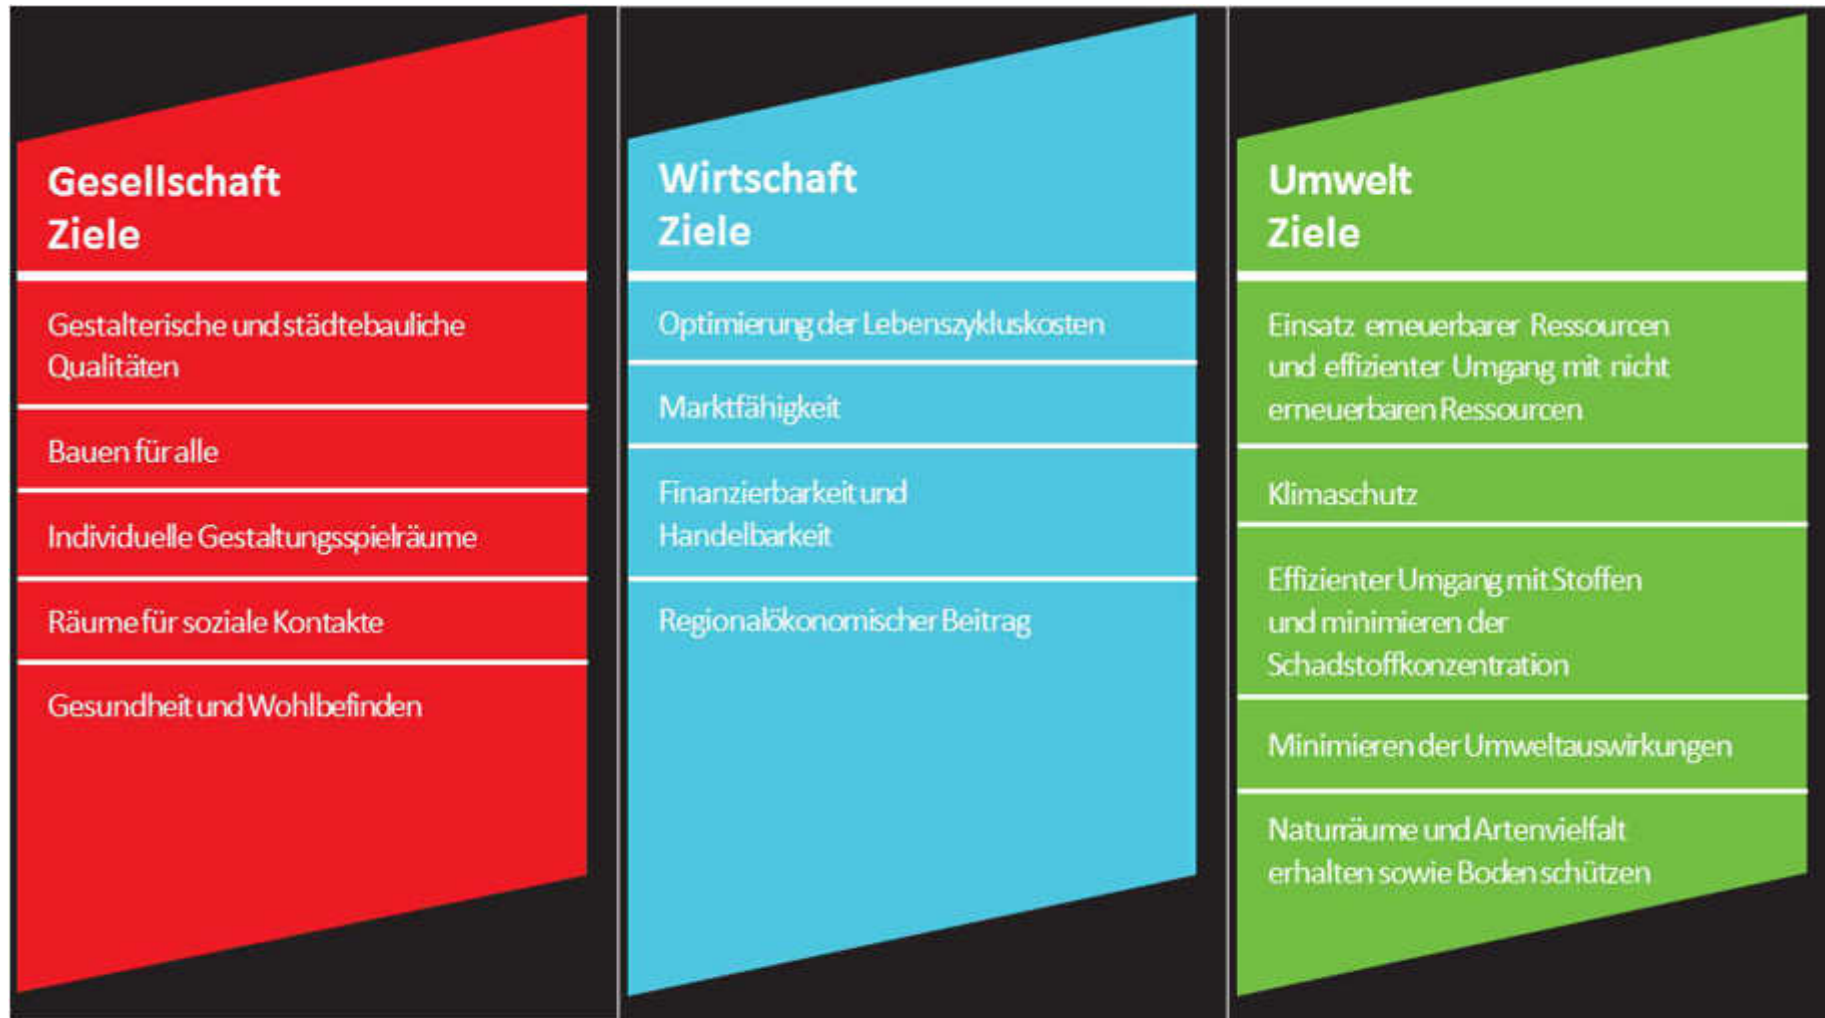 Gesellschaft
Ziele
Gestalterische und städtebauliche
Qualitäten
Bauen für alle
Individuelle Gestaltungsspielräume
Räume für soziale Kontakte
Gesundheit und Wohlbefinden
Wirtschaft
Ziele
Optimierung der Lebenszykluskosten
Marktfähigkeit
Finanzierbarkeit und
Handelbarkeit
Regionalökonomischer Beitrag
Umwelt
Ziele
Einsatz erneuerbarer Ressourcen
und effizienter Umgang mit nicht
erneuerbaren Ressourcen
Klimaschutz
Effizienter Umgang mit Stoffen
und minimieren der
Schadstoffkonzentration
Minimieren der Umweltauswirkungen
Naturräume und Artenvielfalt
erhalten sowie Boden schützen